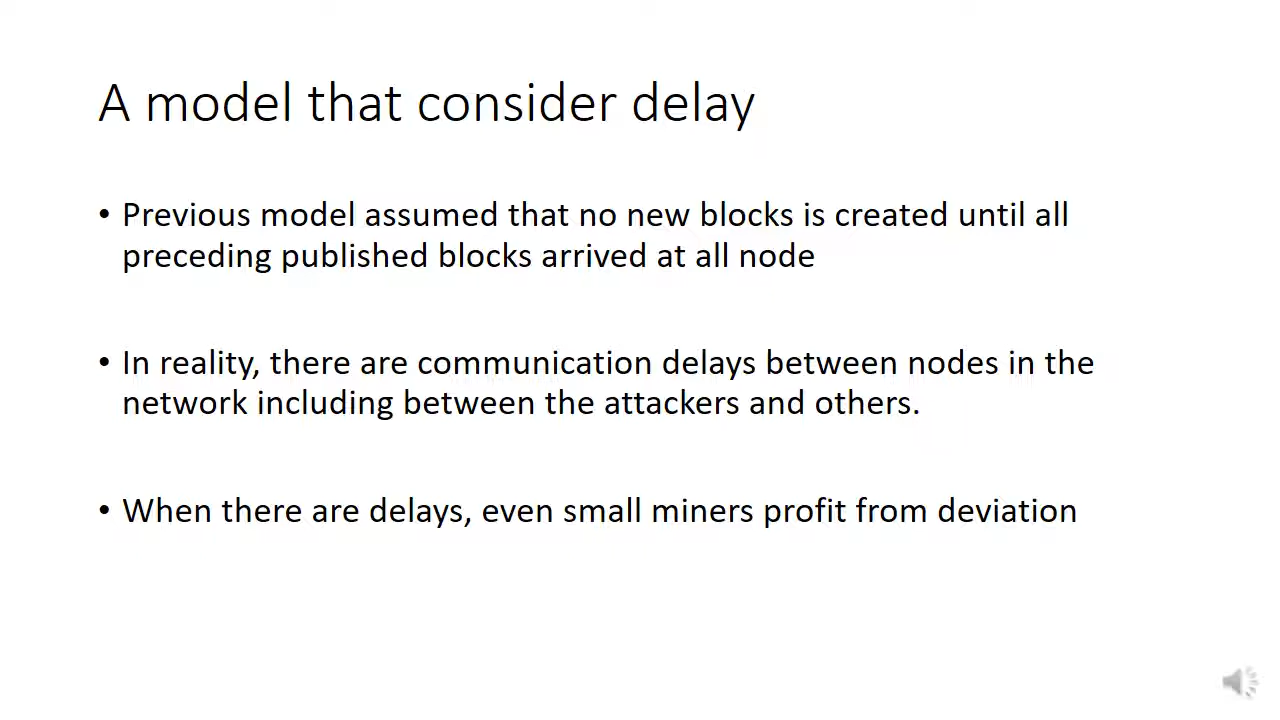 A model that consider delay
• Previous model assumed that no new blocks is created until all
preceding published blocks arrived at all node
• In reality, there are communication delays between nodes in the
network including between the attackers and others.
• When there are delays, even small miners profit from deviation